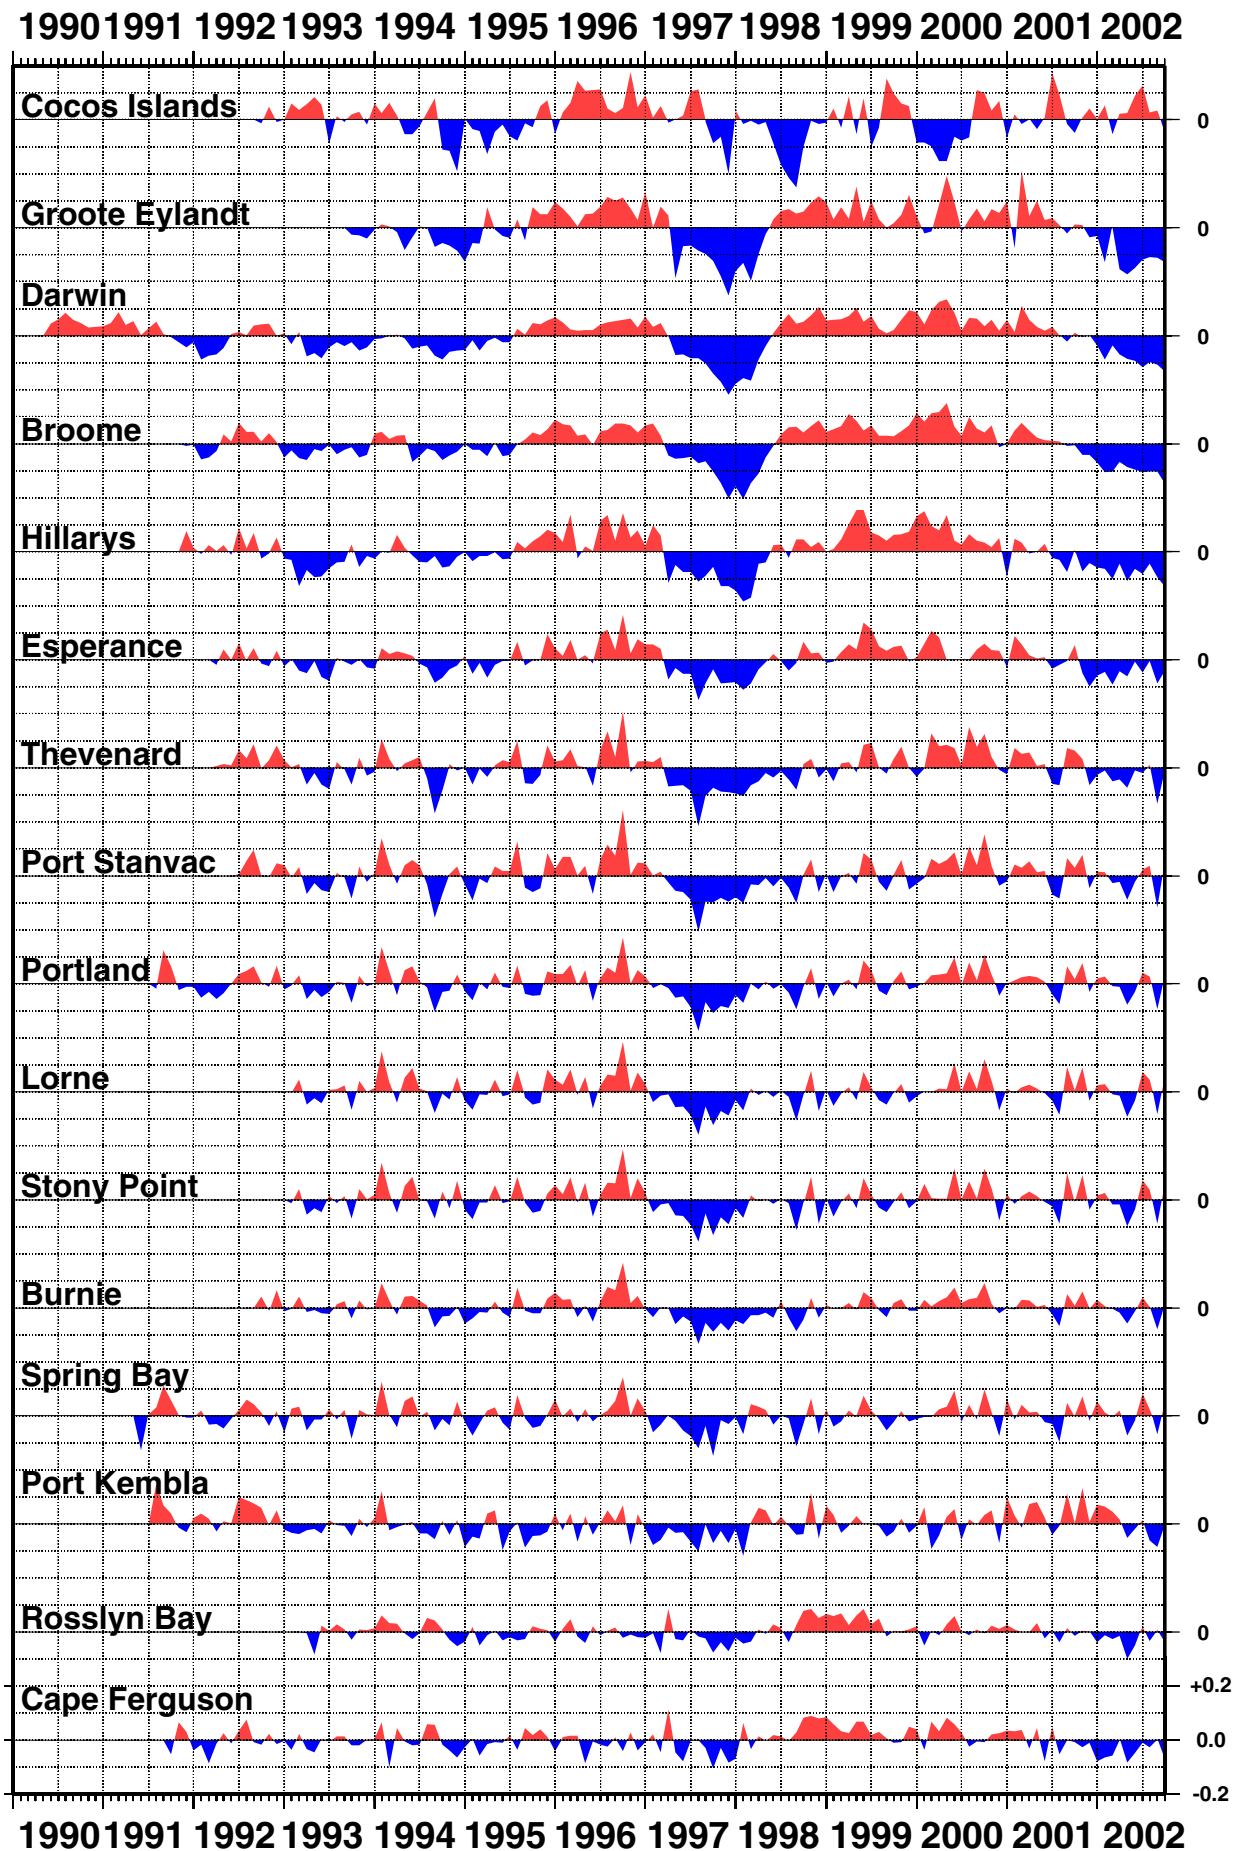 1990 1991 1992 1993 1994 1995 1996 1997 1998 1999 2000 2001 2002
Cocos Islands 0
Groote Eylandt 0
Darwin 0
Broome 0
Hillarys 0
Esperance 0
Thevenard 0
Port Stanvac 0
Portland 0
Lorne 0
Stony Point 0
Burnie 0
Spring Bay 0
Port Kembla 0
Rosslyn Bay 0
+0.2
Cape Ferguson
0.0
-0.2
1990 1991 1992 1993 1994 1995 1996 1997 1998 1999 2000 2001 2002